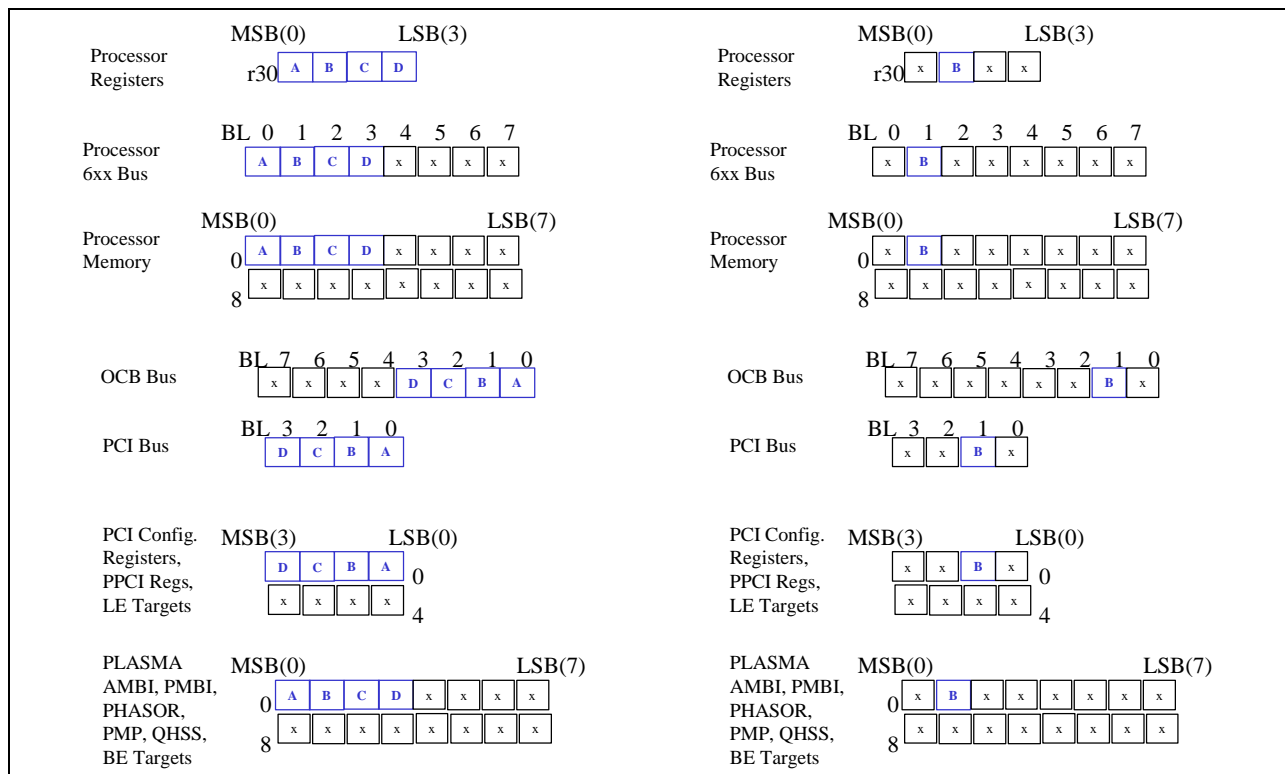 MSB(0) LSB(3)
Processor
Registers
r30 A B C D
BL 0 1 2 3 4 5 6 7
Processor
6xx Bus
A B C D x x x x
MSB(0) LSB(7)
Processor
Memory
0 A B C D x x x x
8 x x x x x x x x
BL 7 6 5 4 3 2 1 0
OCB Bus
x x x x D C B A
BL 3 2 1 0
PCI Bus
D C B A
PCI Config.
Registers,
PPCI Regs,
LE Targets
MSB(3) LSB(0)
D C B A 0
x x x x 4
PLASMA
AMBI, PMBI,
PHASOR,
PMP, QHSS,
BE Targets
MSB(0) LSB(7)
0 A B C D x x x x
8 x x x x x x x x
MSB(0) LSB(3)
Processor
Registers
r30 x B x x
BL 0 1 2 3 4 5 6 7
Processor
6xx Bus
x B x x x x x x
MSB(0) LSB(7)
Processor
Memory
0 x B x x x x x x
8 x x x x x x x x
BL 7 6 5 4 3 2 1 0
OCB Bus
x x x x x x B x
BL 3 2 1 0
PCI Bus
x x B x
PCI Config.
Registers,
PPCI Regs,
LE Targets
MSB(3) LSB(0)
x x B x 0
x x x x 4
PLASMA
AMBI, PMBI,
PHASOR,
PMP, QHSS,
BE Targets
MSB(0) LSB(7)
0 x B x x x x x x
8 x x x x x x x x